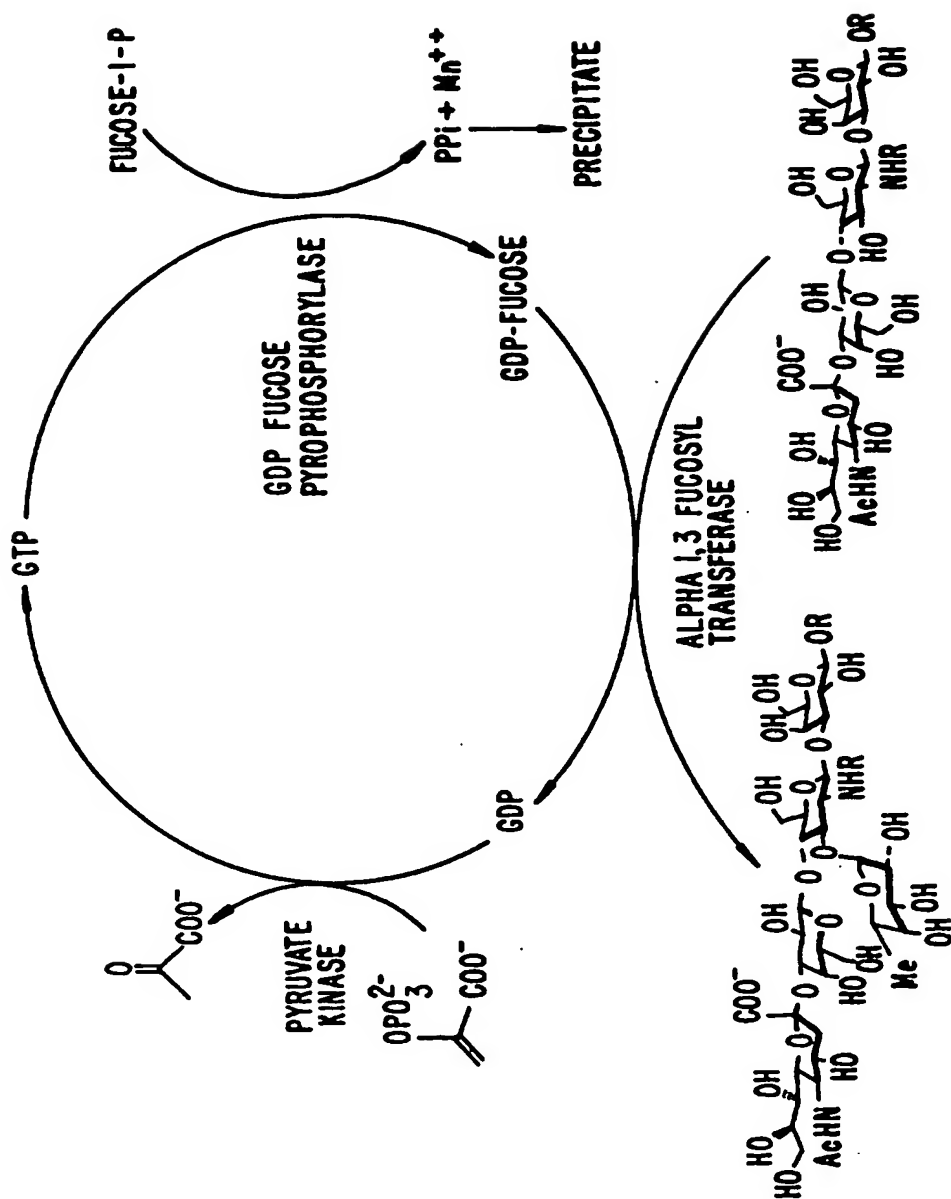 GTP
FUCOSE-1-P
GDP FUCOSE
PYROPHOSPHORYLASE
PPi + Mn++
PRECIPITATE
GDP-FUCOSE
O
COO⁻
PYRUVATE
KINASE
OPO₃²⁻
COO⁻
GDP
ALPHA 1,3 FUCOSYL
TRANSFERASE
HO
HO
OH
AcHN
HO
COO⁻
O
O
OH
HO
O
OH
O
OH
O
NHR
O
OH
OH
O
OR
OH
Me
O
OH
OH
OH
HO
HO
OH
AcHN
HO
COO⁻
O
O
OH
HO
O
OH
O
HO
OH
O
NHR
O
OH
OH
O
OR
OH